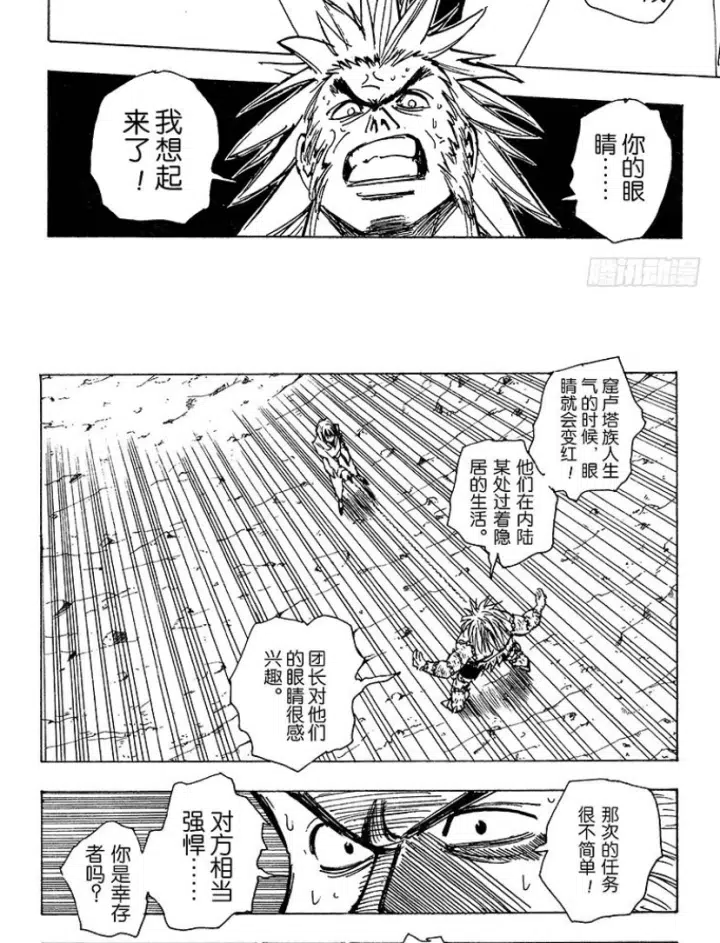 你的眼
睛……
我想起
来了！
腾讯动漫
窟卢塔族人生
气的时候，眼
睛就会变红！
他们在内陆
某处过着隐
居的生活。
团长对他们
的眼睛很感
兴趣。
那次的任务
很不简单！
对方相当
强悍……
你是幸存
者吗？